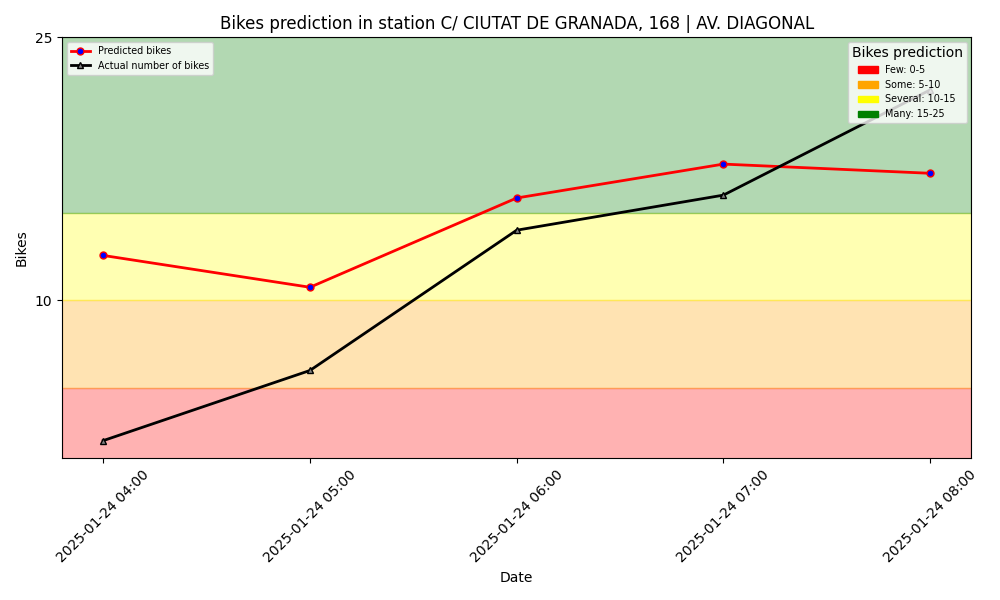 Bikes prediction in station C/ CIUTAT DE GRANADA, 168 | AV. DIAGONAL
25
10
Bikes
Predicted bikes
Actual number of bikes
Bikes prediction
Few: 0-5
Some: 5-10
Several: 10-15
Many: 15-25
2025-01-24 04:00
2025-01-24 05:00
2025-01-24 06:00
2025-01-24 07:00
2025-01-24 08:00
Date